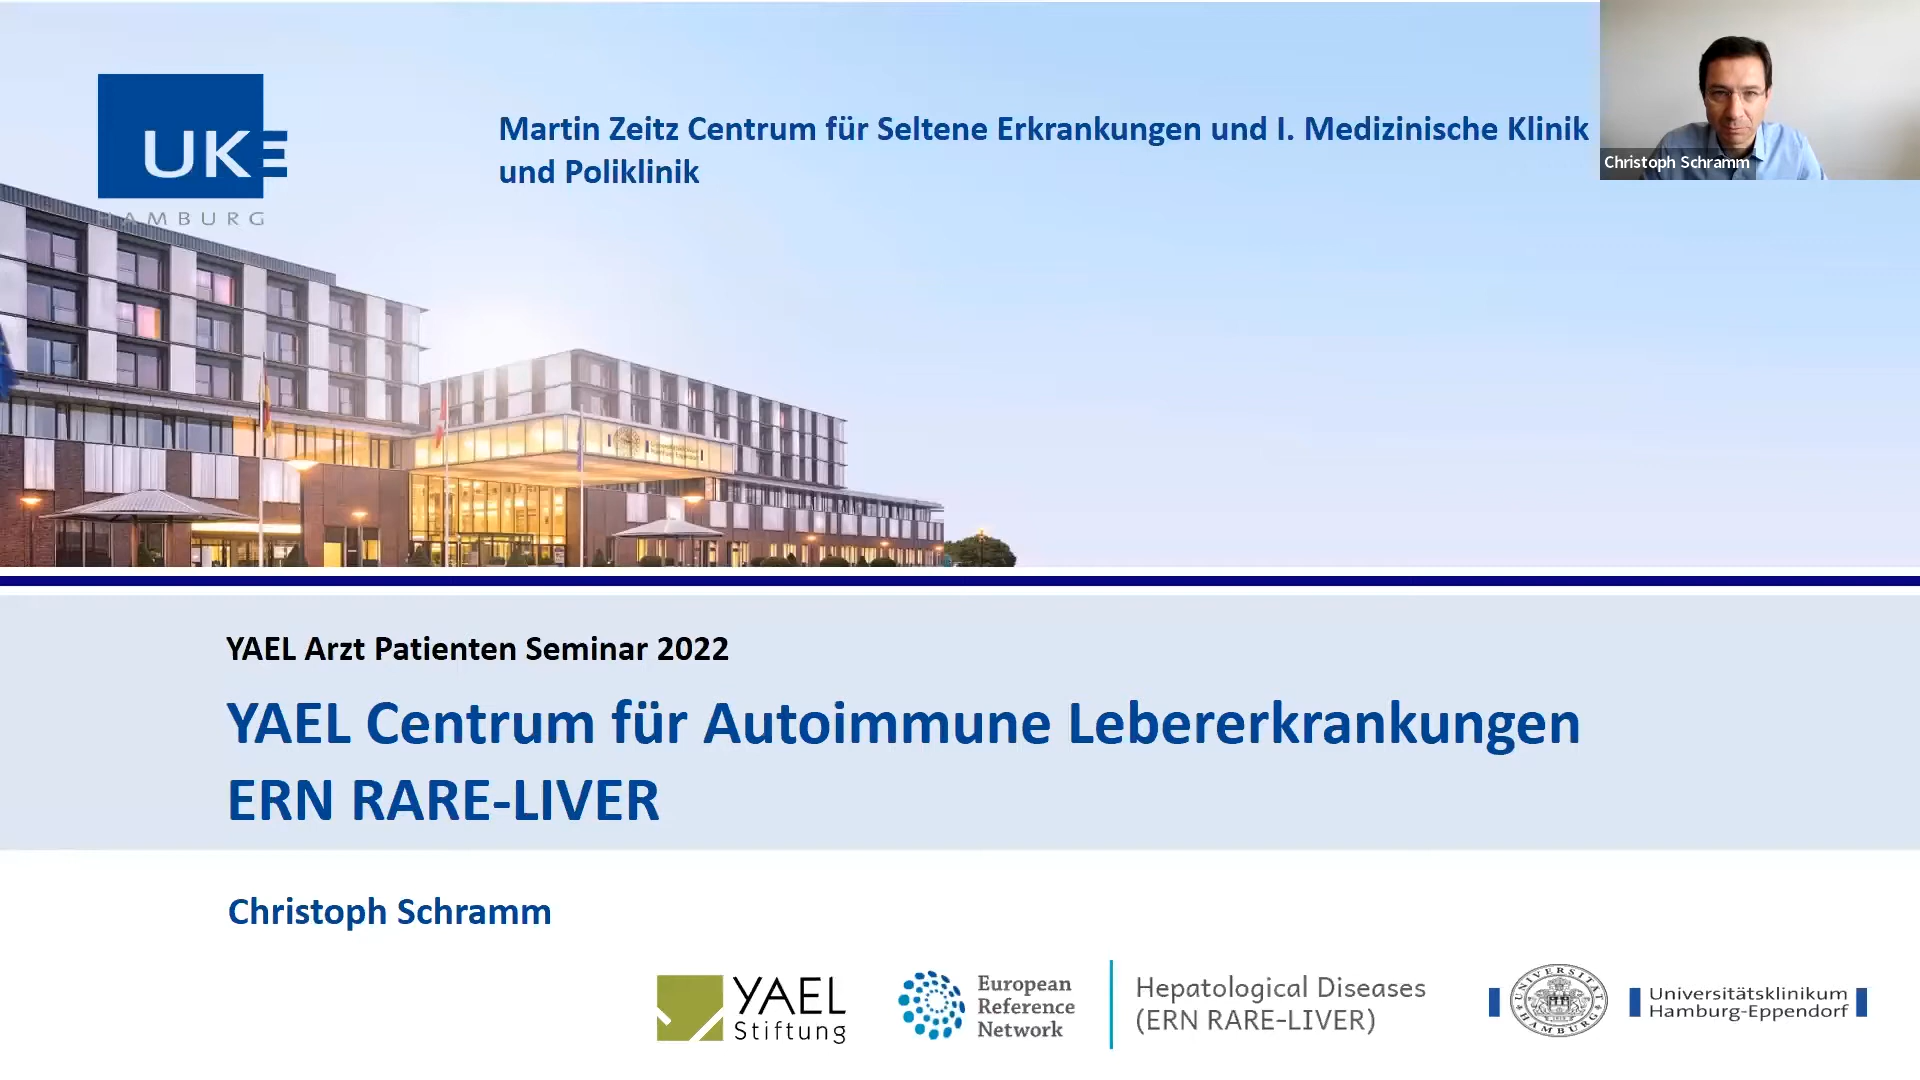 UKE
HAMBURG
Martin Zeitz Centrum für Seltene Erkrankungen und I. Medizinische Klinik
und Poliklinik
Christoph Schramm
YAEL Arzt Patienten Seminar 2022
YAEL Centrum für Autoimmune Lebererkrankungen
ERN RARE-LIVER
Christoph Schramm
YAEL
Stiftung
European
Reference
Network
Hepatological Diseases
(ERN RARE-LIVER)
UNIVERSITÄT
HAMBURG
Universitätsklinikum
Hamburg-Eppendorf